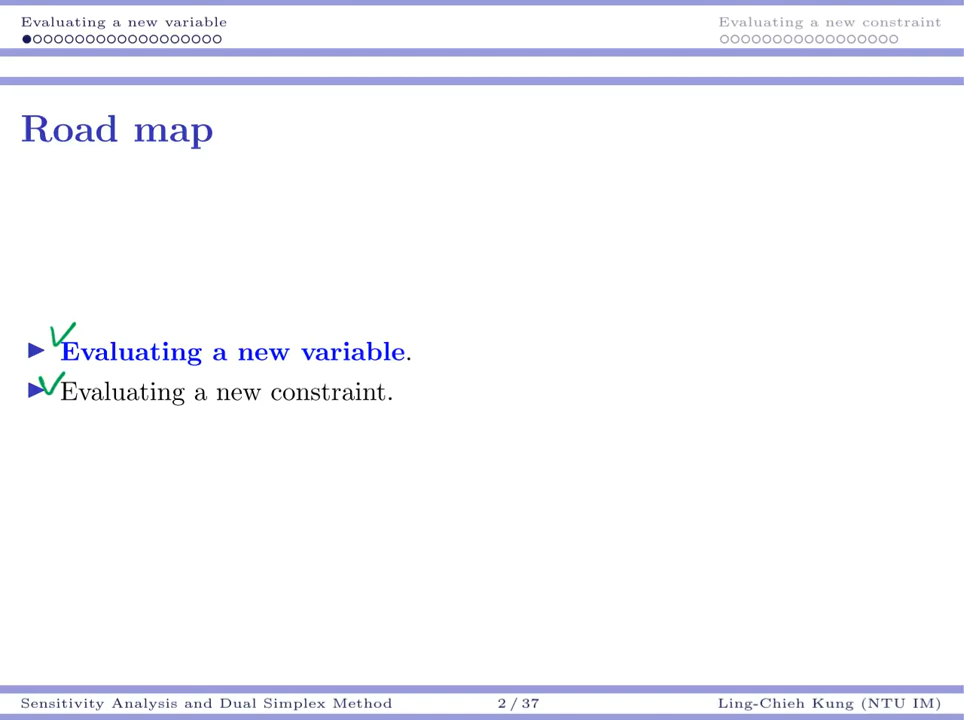 Evaluating a new variable
Evaluating a new constraint
Road map
Evaluating a new variable.
Evaluating a new constraint.
Sensitivity Analysis and Dual Simplex Method
2 / 37
Ling-Chieh Kung (NTU IM)